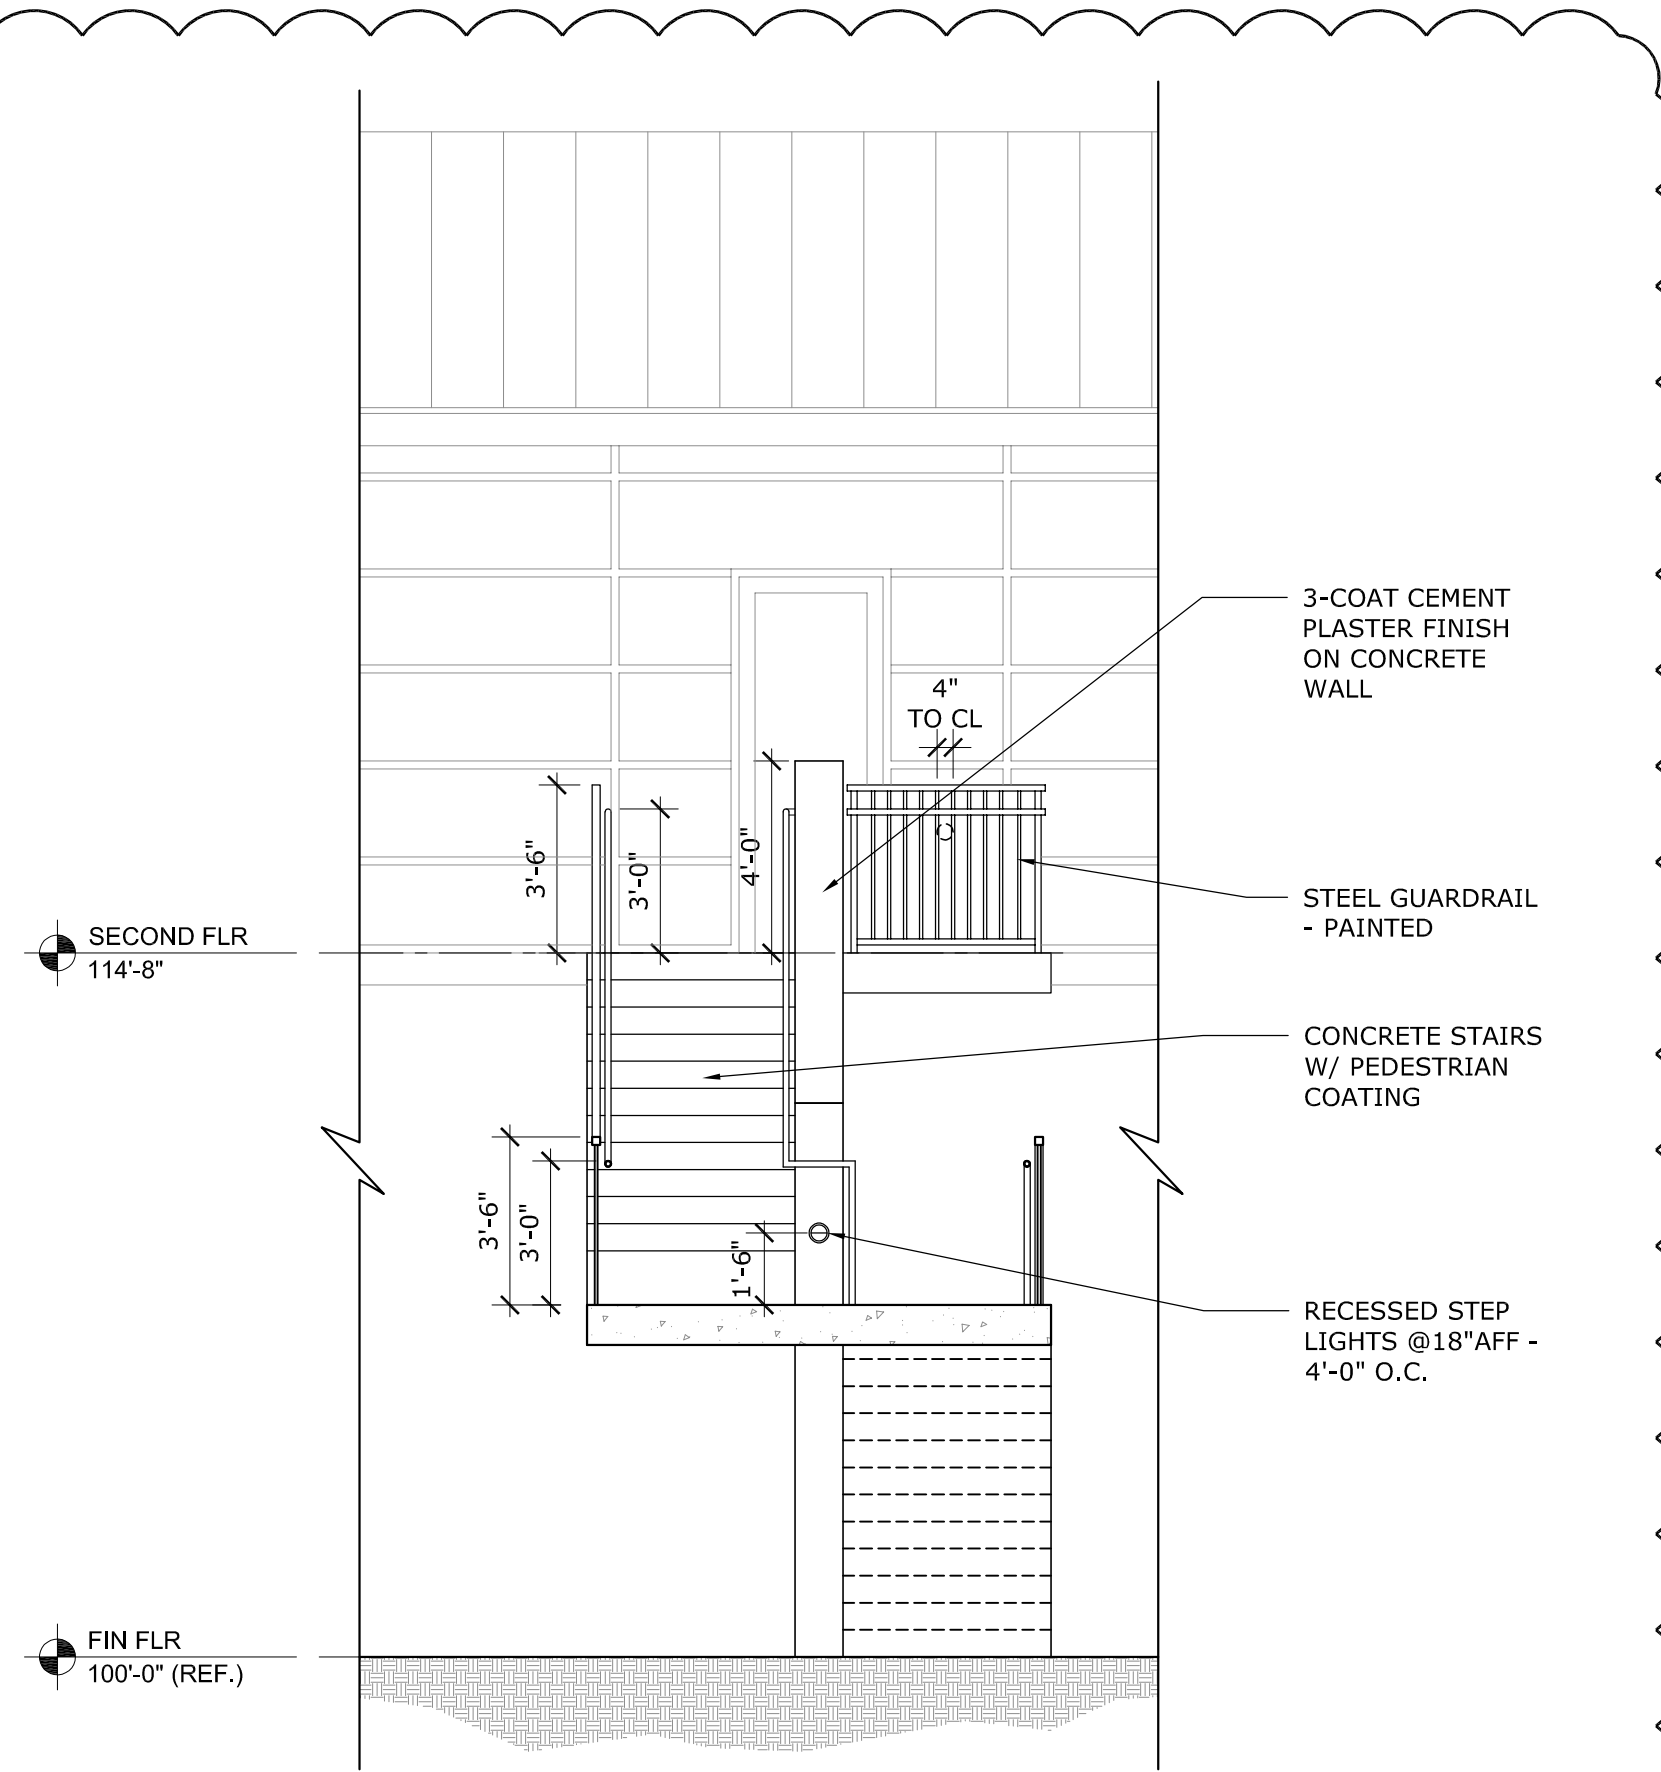 3-COAT CEMENT
PLASTER FINISH
ON CONCRETE
WALL
4"
TO CL
3'-6"
3'-0"
4'-0"
STEEL GUARDRAIL
- PAINTED
SECOND FLR
114'-8"
CONCRETE STAIRS
W/ PEDESTRIAN
COATING
3'-6"
3'-0"
1'-6"
RECESSED STEP
LIGHTS @18"AFF -
4'-0" O.C.
FIN FLR
100'-0" (REF.)